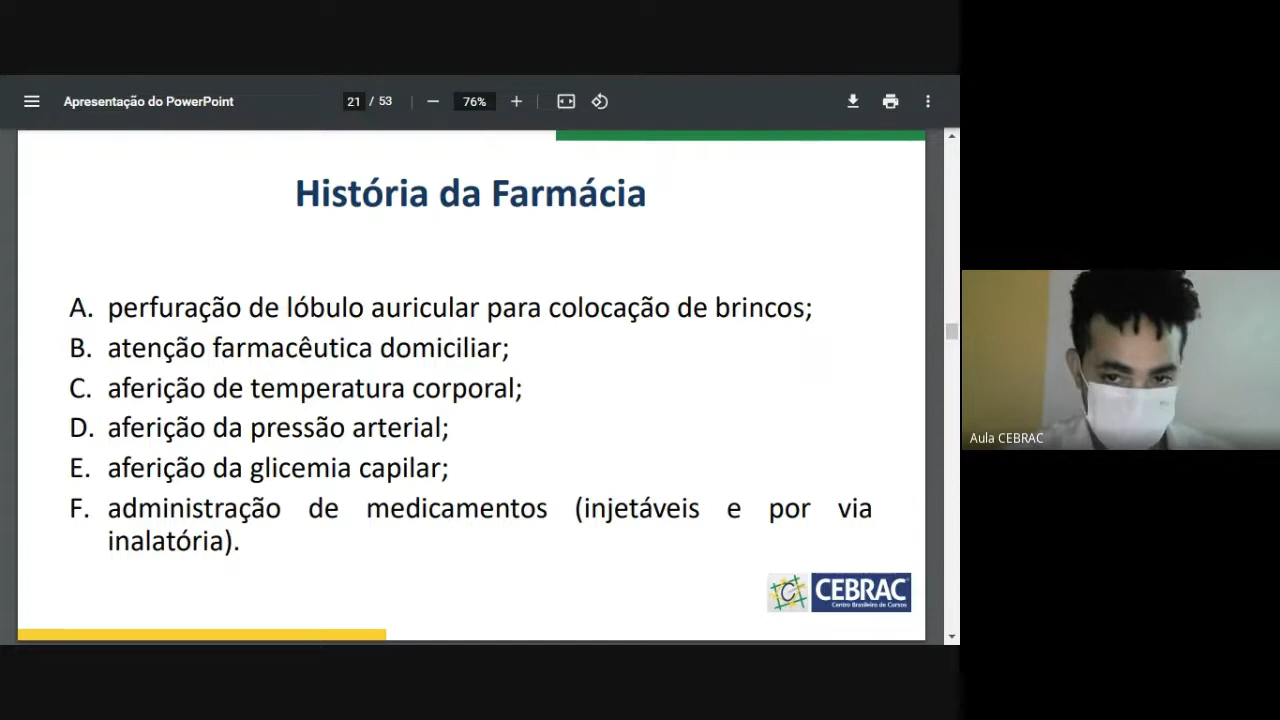 Apresentação do PowerPoint
21 / 53
76%
História da Farmácia
A. perfuração de lóbulo auricular para colocação de brincos;
B. atenção farmacêutica domiciliar;
C. aferição de temperatura corporal;
D. aferição da pressão arterial;
E. aferição da glicemia capilar;
F. administração de medicamentos (injetáveis e por via
inalatória).
CEBRAC
Centro Brasileiro de Cursos
Aula CEBRAC